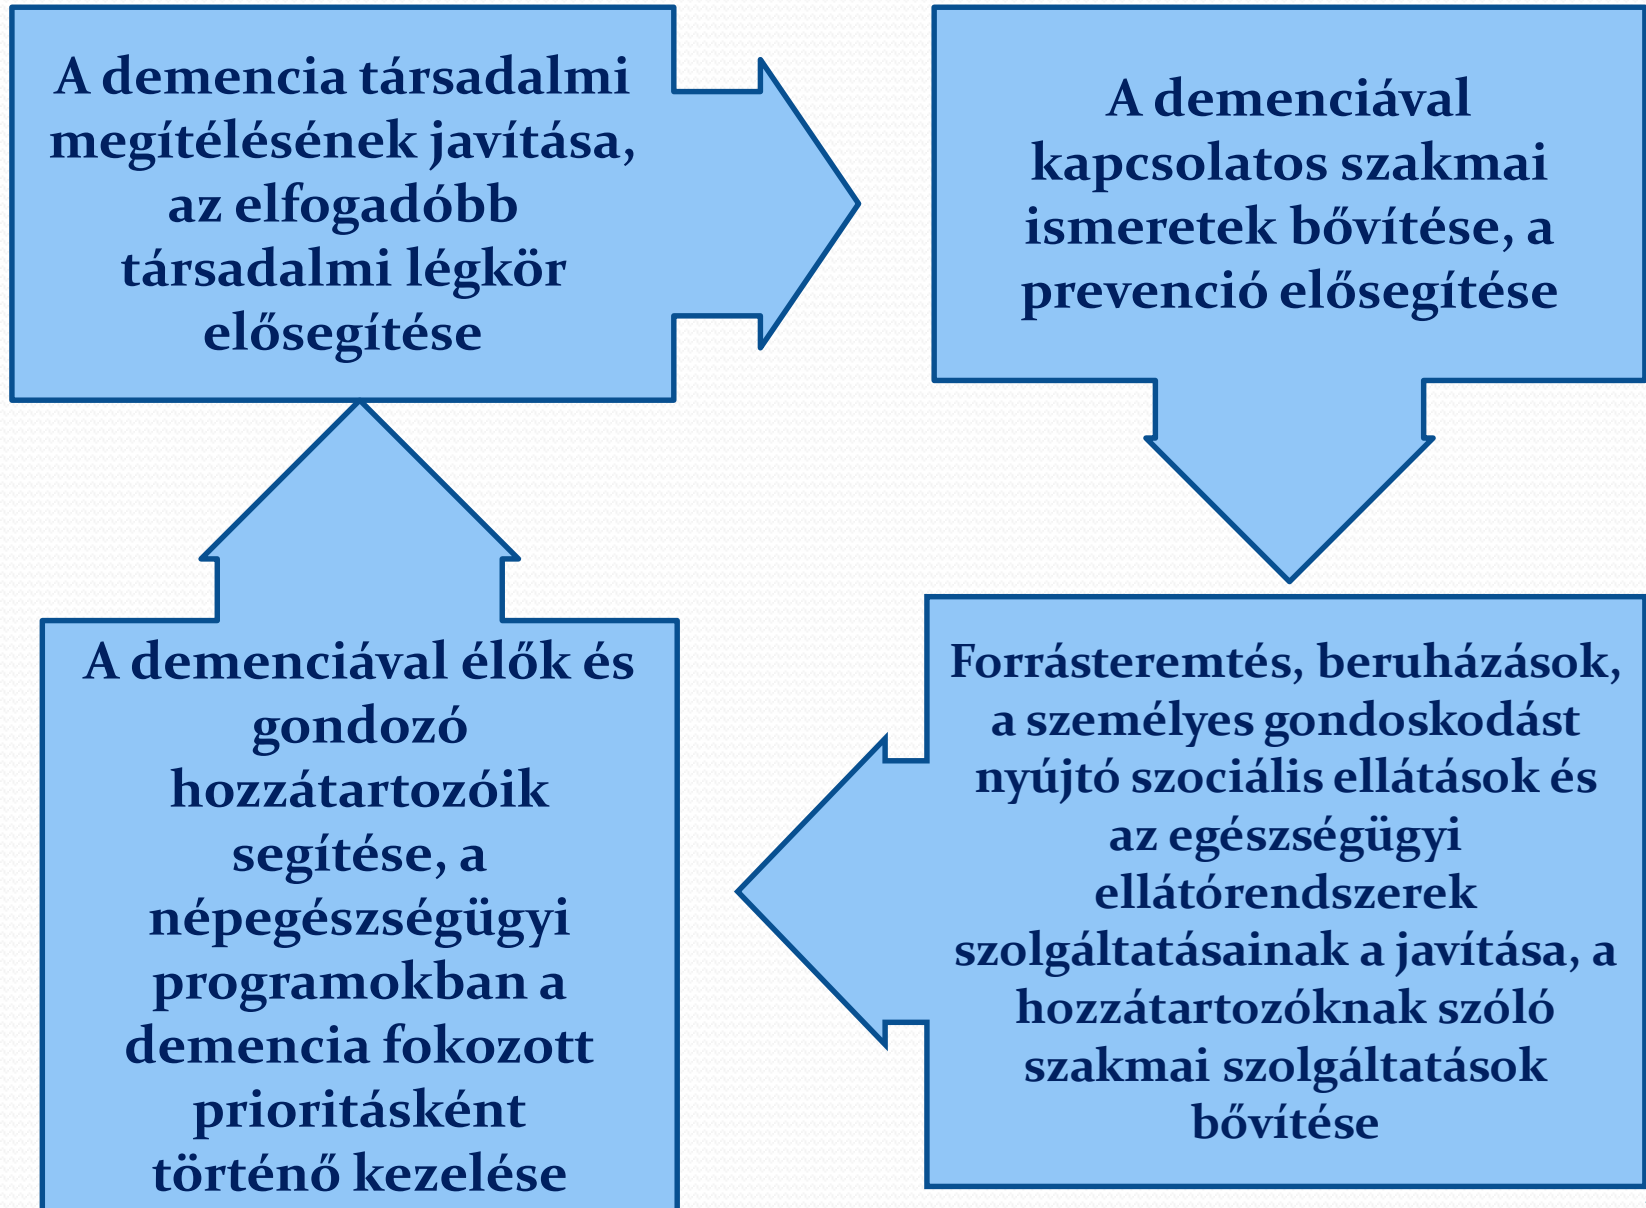 A demencia társadalmi
megítélésének javítása,
az elfogadóbb
társadalmi légkör
elősegítése
A demenciával
kapcsolatos szakmai
ismeretek bővítése, a
prevenció elősegítése
Forrásteremtés, beruházások,
a személyes gondoskodást
nyújtó szociális ellátások és
az egészségügyi
ellátórendszerek
szolgáltatásainak a javítása, a
hozzátartozóknak szóló
szakmai szolgáltatások
bővítése
A demenciával élők és
gondozó
hozzátartozóik
segítése, a
népegészségügyi
programokban a
demencia fokozott
prioritásként
történő kezelése